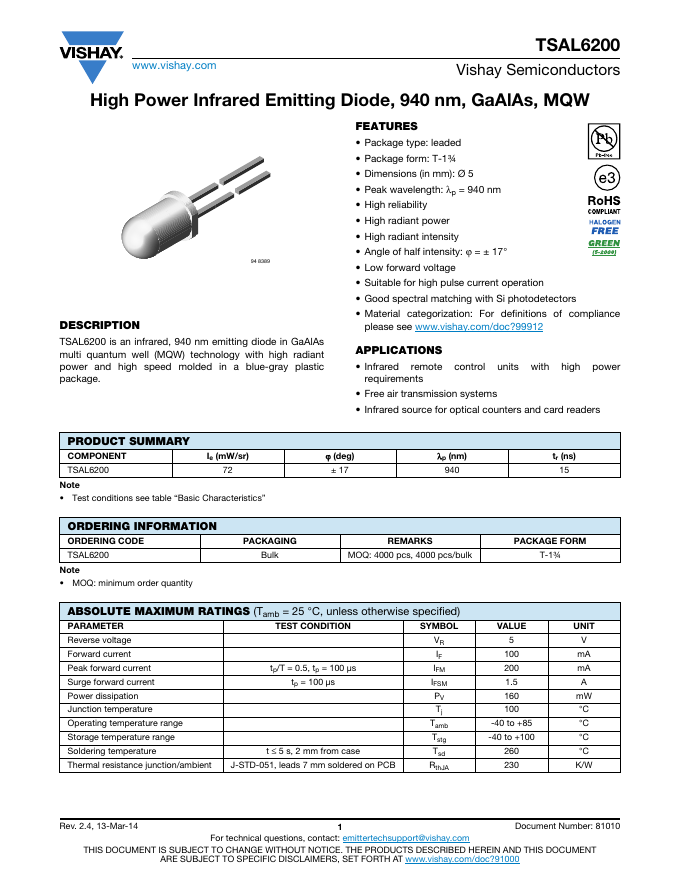 VISHAY.
www.vishay.com
TSAL6200
Vishay Semiconductors
High Power Infrared Emitting Diode, 940 nm, GaAlAs, MQW
94 8389
DESCRIPTION
TSAL6200 is an infrared, 940 nm emitting diode in GaAlAs
multi quantum well (MQW) technology with high radiant
power and high speed molded in a blue-gray plastic
package.
FEATURES
• Package type: leaded
• Package form: T-1¾
• Dimensions (in mm): Ø 5
• Peak wavelength: λp = 940 nm
• High reliability
• High radiant power
• High radiant intensity
• Angle of half intensity: φ = ± 17°
• Low forward voltage
• Suitable for high pulse current operation
• Good spectral matching with Si photodetectors
• Material categorization: For definitions of compliance
please see www.vishay.com/doc?99912
Pb
Pb-free
e3
RoHS
COMPLIANT
HALOGEN
FREE
GREEN
(5-2008)
APPLICATIONS
• Infrared remote control units with high power
requirements
• Free air transmission systems
• Infrared source for optical counters and card readers
PRODUCT SUMMARY
COMPONENT Ie (mW/sr) φ (deg) λp (nm) tr (ns)
TSAL6200 72 ± 17 940 15
Note
• Test conditions see table “Basic Characteristics”
ORDERING INFORMATION
ORDERING CODE PACKAGING REMARKS PACKAGE FORM
TSAL6200 Bulk MOQ: 4000 pcs, 4000 pcs/bulk T-1¾
Note
• MOQ: minimum order quantity
ABSOLUTE MAXIMUM RATINGS (Tamb = 25 °C, unless otherwise specified)
PARAMETER TEST CONDITION SYMBOL VALUE UNIT
Reverse voltage VR 5 V
Forward current IF 100 mA
Peak forward current tp/T = 0.5, tp = 100 µs IFM 200 mA
Surge forward current tp = 100 µs IFSM 1.5 A
Power dissipation PV 160 mW
Junction temperature Tj 100 °C
Operating temperature range Tamb -40 to +85 °C
Storage temperature range Tstg -40 to +100 °C
Soldering temperature t ≤ 5 s, 2 mm from case Tsd 260 °C
Thermal resistance junction/ambient J-STD-051, leads 7 mm soldered on PCB RthJA 230 K/W
Rev. 2.4, 13-Mar-14 1 Document Number: 81010
For technical questions, contact: emittertechsupport@vishay.com
THIS DOCUMENT IS SUBJECT TO CHANGE WITHOUT NOTICE. THE PRODUCTS DESCRIBED HEREIN AND THIS DOCUMENT
ARE SUBJECT TO SPECIFIC DISCLAIMERS, SET FORTH AT www.vishay.com/doc?91000